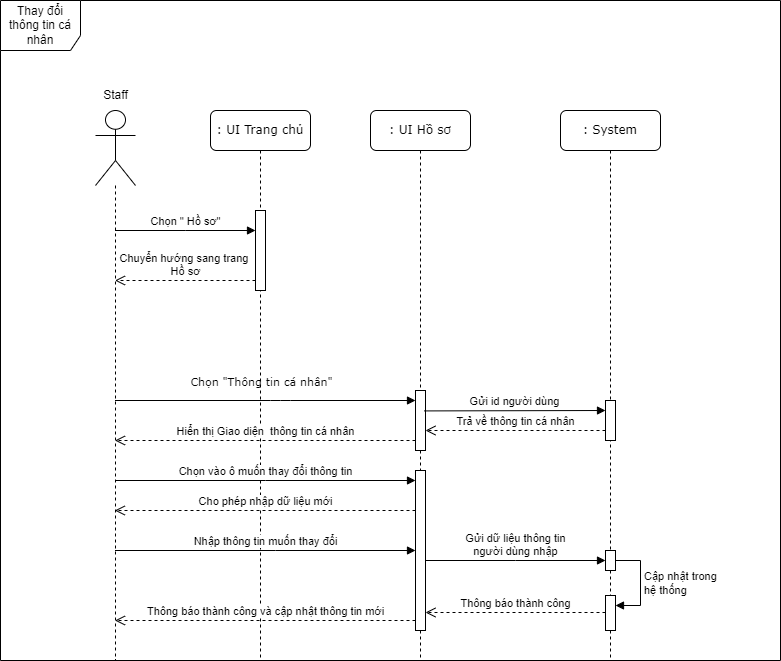 Thay đổi
thông tin cá
nhân
Staff
: UI Trang chủ
: UI Hồ sơ
: System
Chọn " Hồ sơ"
Chuyển hướng sang trang
Hồ sơ
Chọn "Thông tin cá nhân"
Gửi id người dùng
Trả về thông tin cá nhân
Hiển thị Giao diện thông tin cá nhân
Chọn vào ô muốn thay đổi thông tin
Cho phép nhập dữ liệu mới
Nhập thông tin muốn thay đổi
Gửi dữ liệu thông tin
người dùng nhập
Cập nhật trong
hệ thống
Thông báo thành công
Thông báo thành công và cập nhật thông tin mới